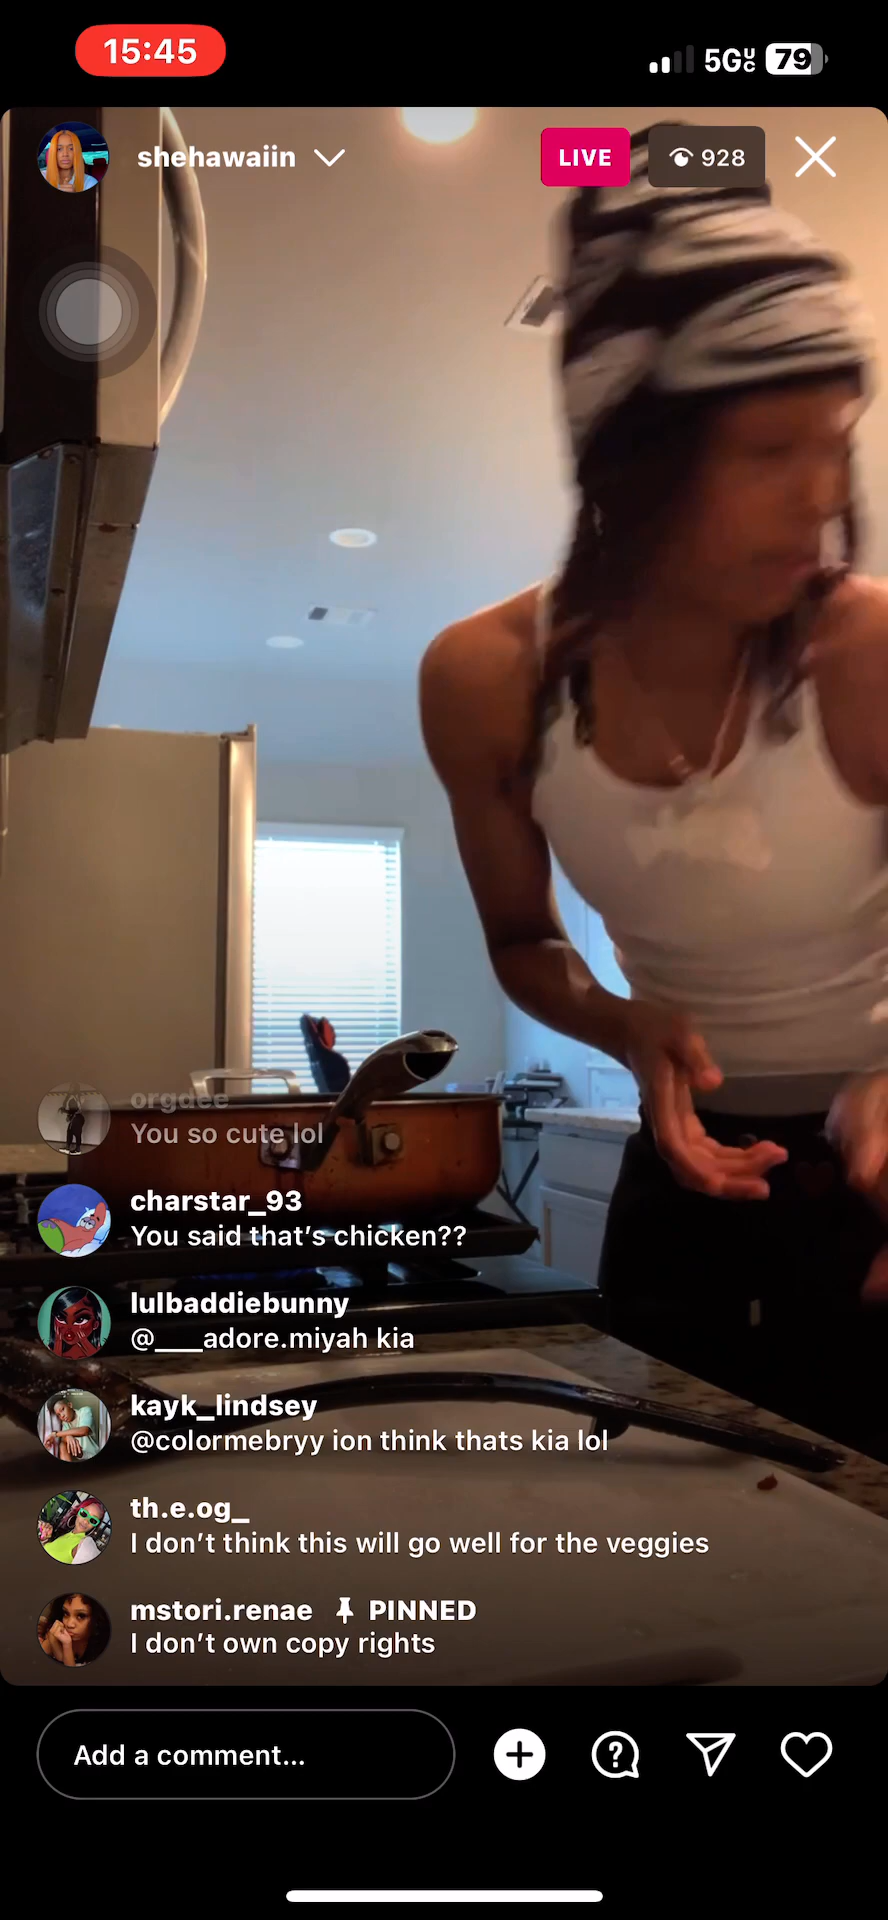 15:45
5GUC 79
shehawaiin
LIVE 928
orgdee
You so cute lol
charstar_93
You said that’s chicken??
lulbaddiebunny
@___adore.miyah kia
kayk_lindsey
@colormebryy ion think thats kia lol
th.e.og_
I don’t think this will go well for the veggies
mstori.renae PINNED
I don’t own copy rights
Add a comment...